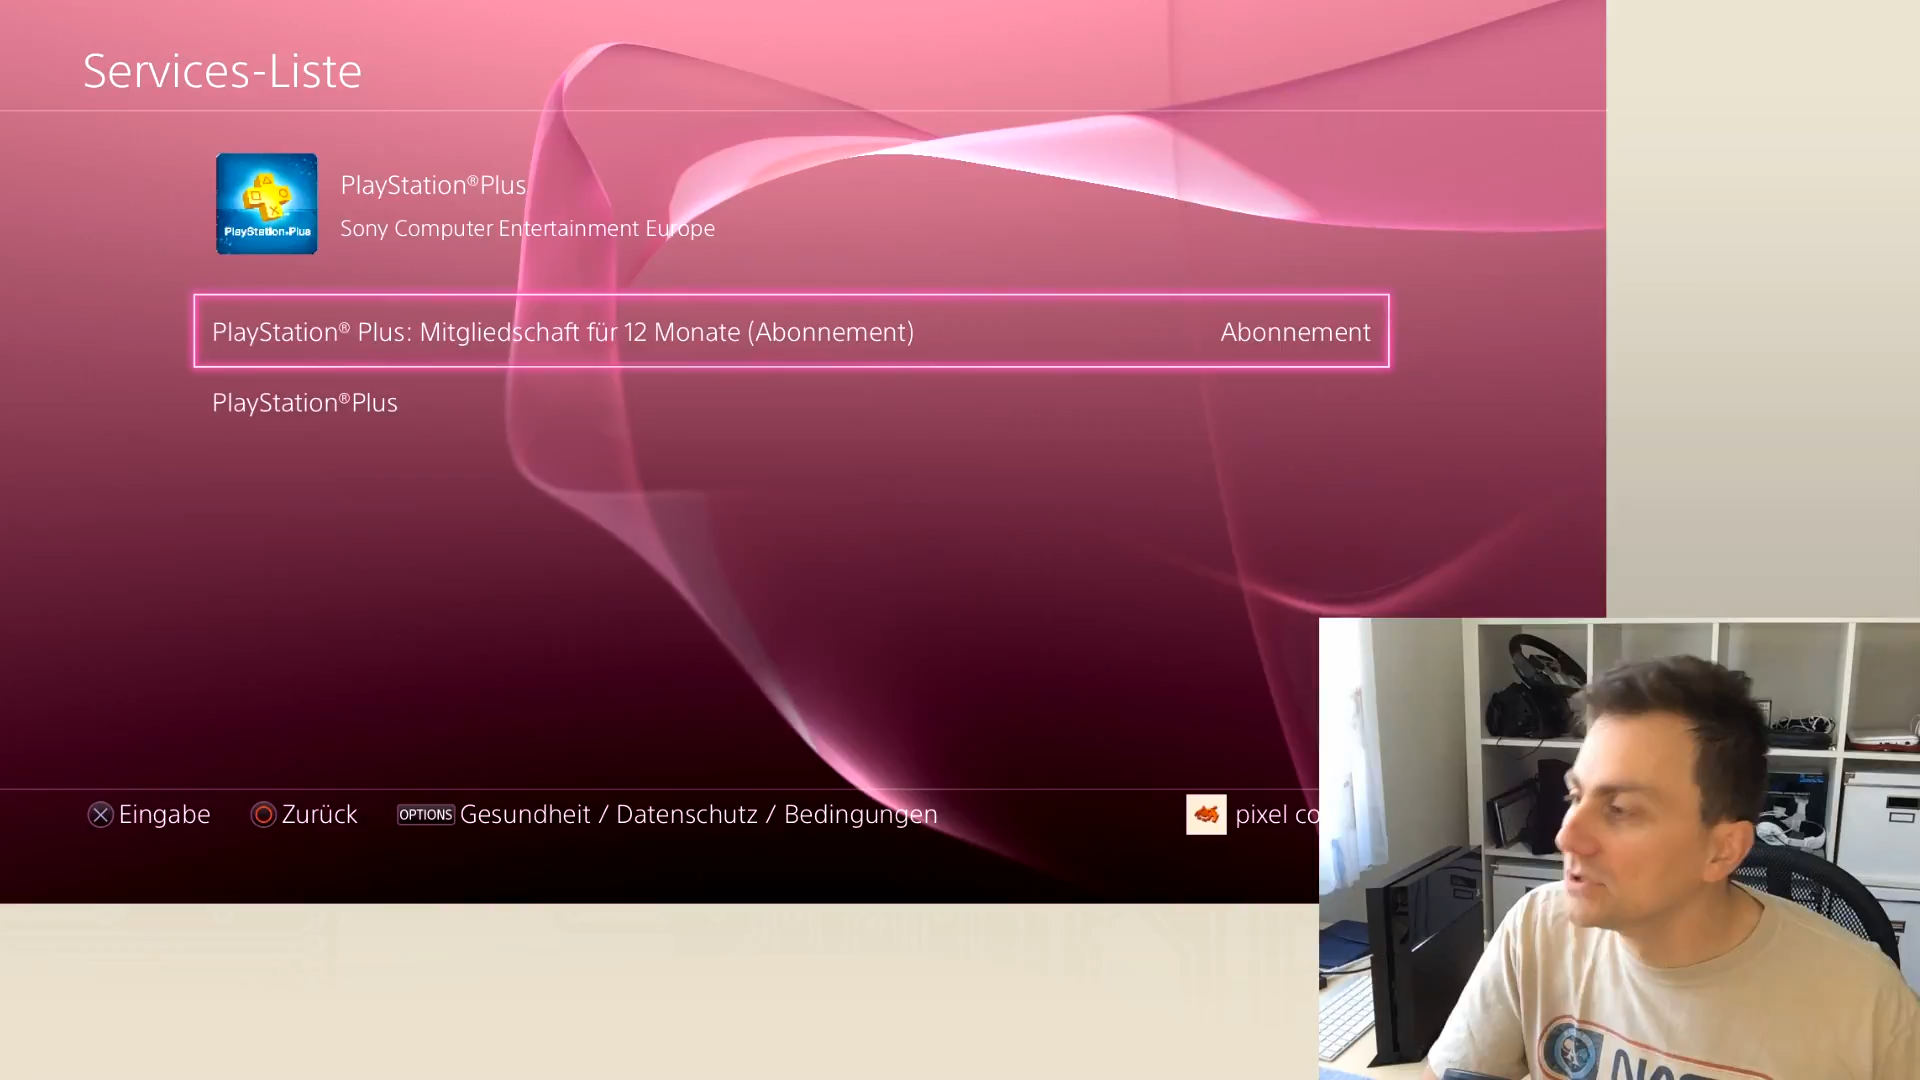 Services-Liste
PlayStation®Plus
Sony Computer Entertainment Europe
PlayStation.Plus
PlayStation® Plus: Mitgliedschaft für 12 Monate (Abonnement) Abonnement
PlayStation®Plus
Eingabe Zurück OPTIONS Gesundheit / Datenschutz / Bedingungen pixel co